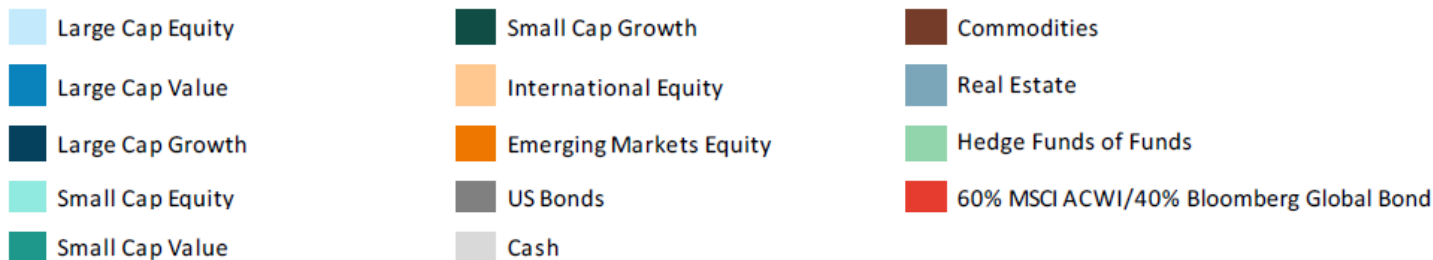 Large Cap Equity
Large Cap Value
Large Cap Growth
Small Cap Equity
Small Cap Value
Small Cap Growth
International Equity
Emerging Markets Equity
US Bonds
Cash
Commodities
Real Estate
Hedge Funds of Funds
60% MSCI ACWI/40% Bloomberg Global Bond